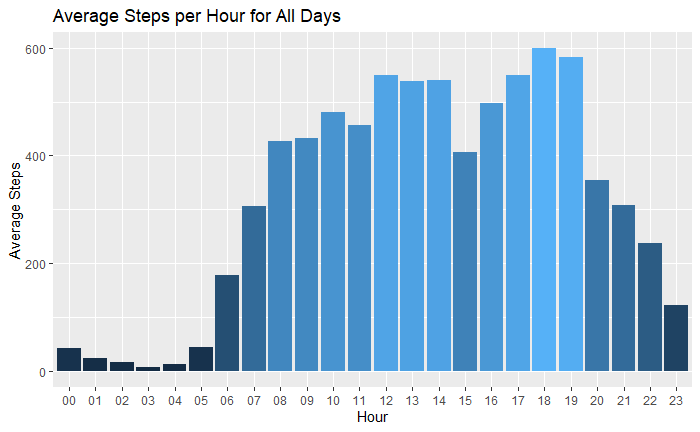 Average Steps per Hour for All Days
600
400
200
0
Average Steps
00 01 02 03 04 05 06 07 08 09 10 11 12 13 14 15 16 17 18 19 20 21 22 23
Hour